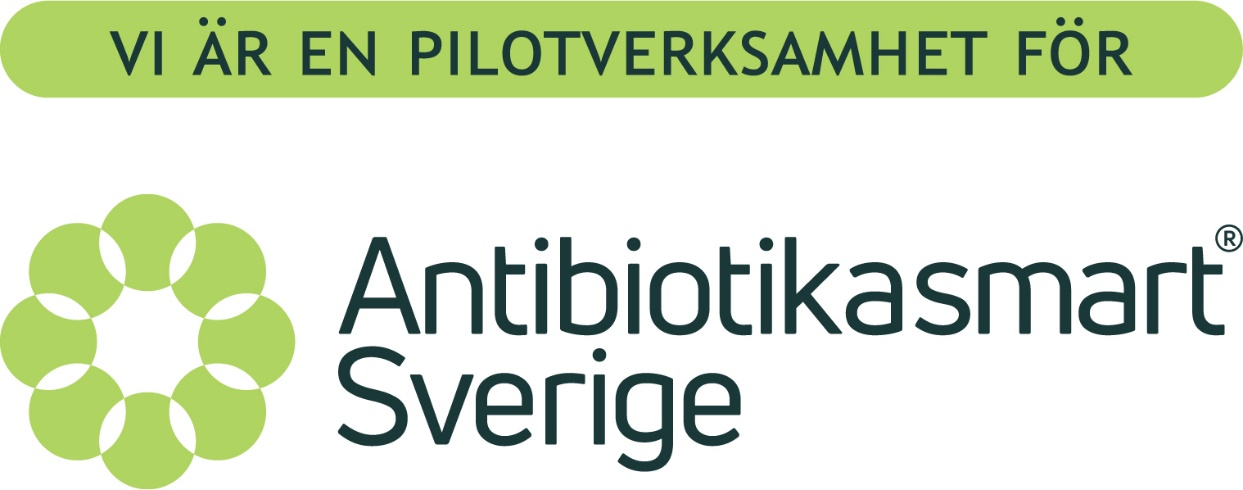 VI ÄR EN PILOTVERKSAMHET FÖR
Antibiotikasmart®
Sverige